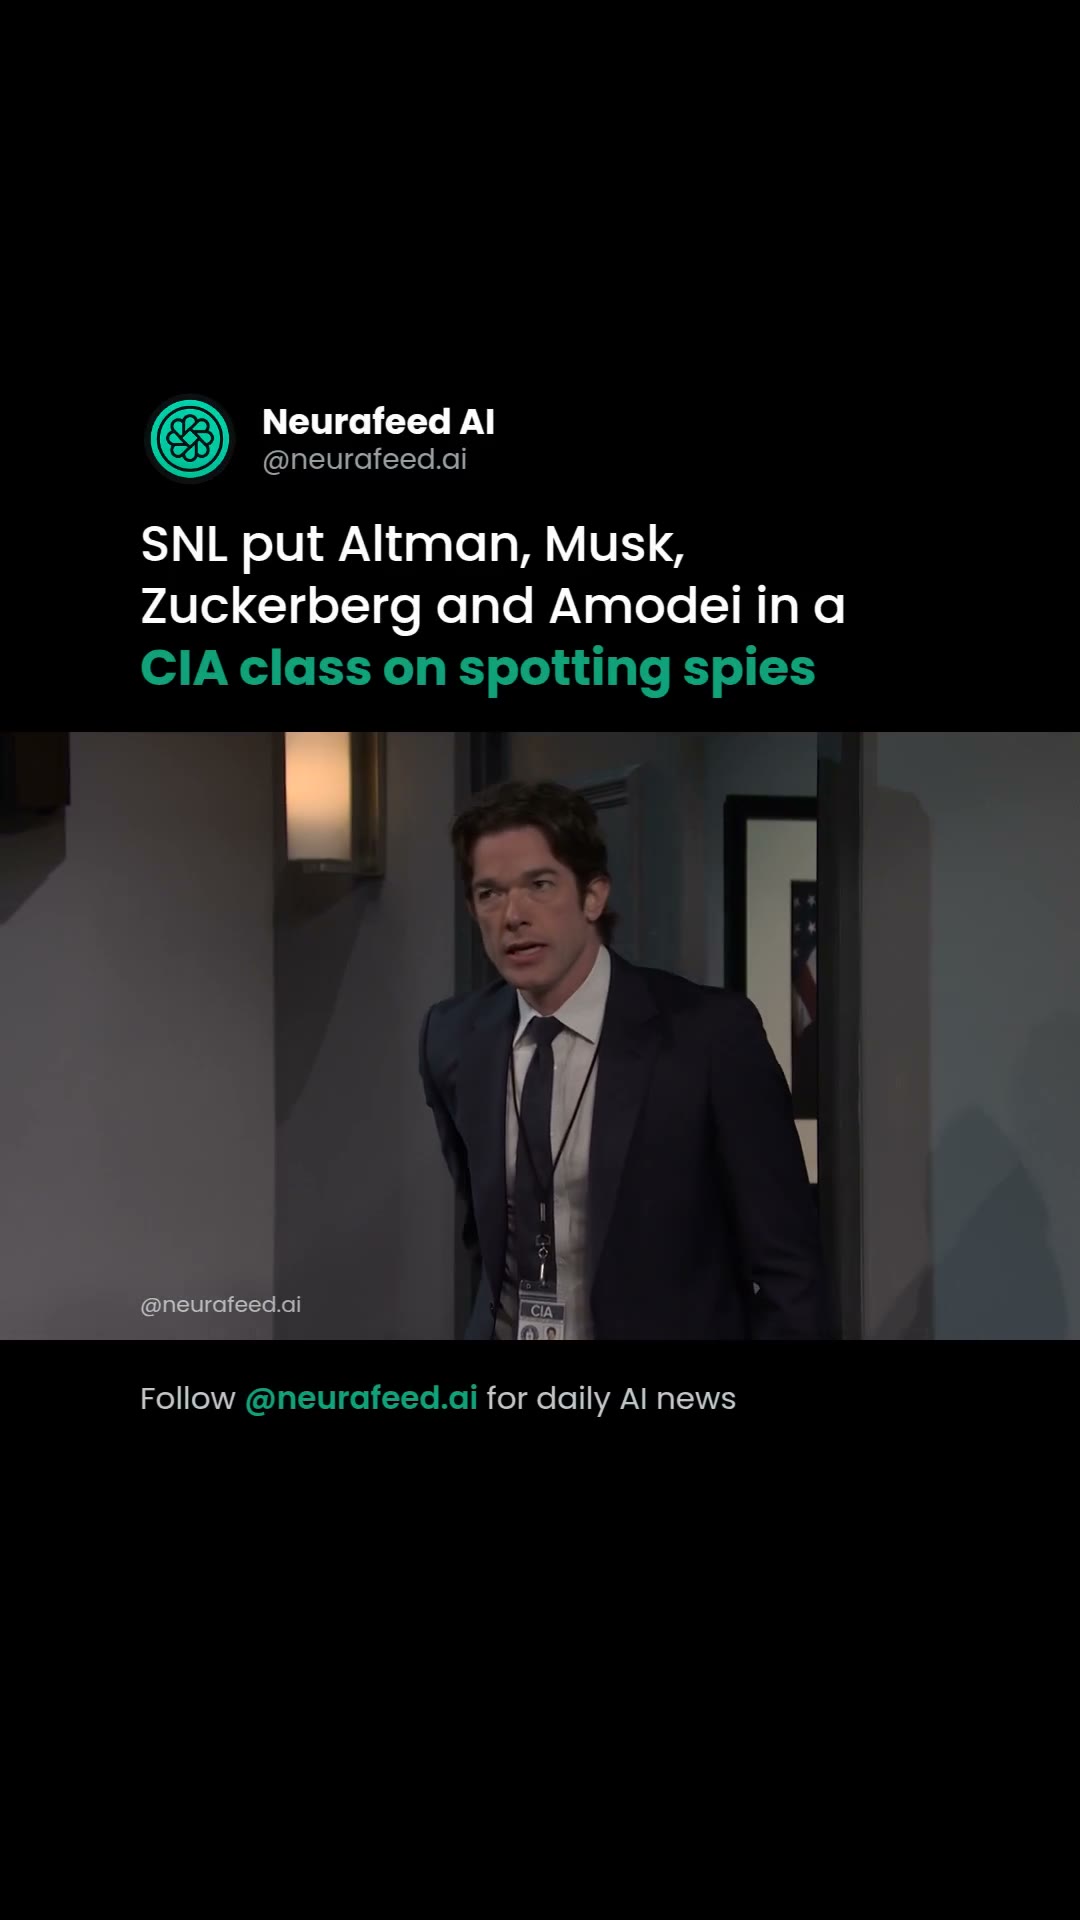 Neurafeed AI
@neurafeed.ai
SNL put Altman, Musk,
Zuckerberg and Amodei in a
CIA class on spotting spies
CIA
@neurafeed.ai
Follow @neurafeed.ai for daily AI news